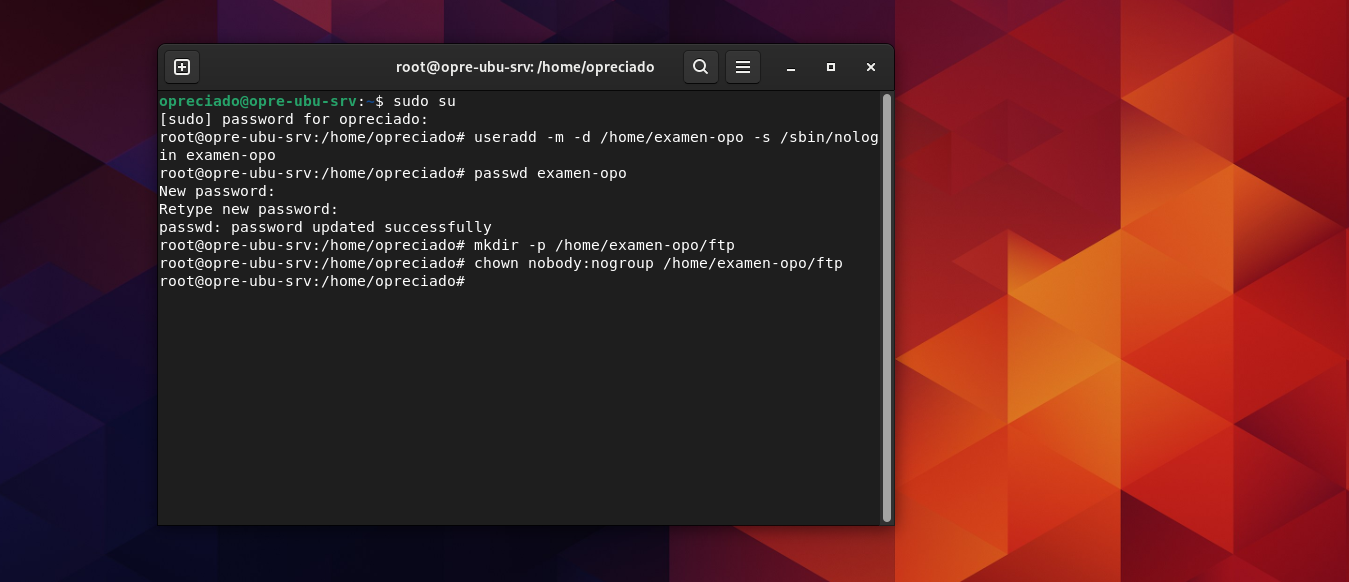 root@opre-ubu-srv: /home/opreciado
opreciado@opre-ubu-srv:~$ sudo su
[sudo] password for opreciado:
root@opre-ubu-srv:/home/opreciado# useradd -m -d /home/examen-opo -s /sbin/nolog
in examen-opo
root@opre-ubu-srv:/home/opreciado# passwd examen-opo
New password:
Retype new password:
passwd: password updated successfully
root@opre-ubu-srv:/home/opreciado# mkdir -p /home/examen-opo/ftp
root@opre-ubu-srv:/home/opreciado# chown nobody:nogroup /home/examen-opo/ftp
root@opre-ubu-srv:/home/opreciado#